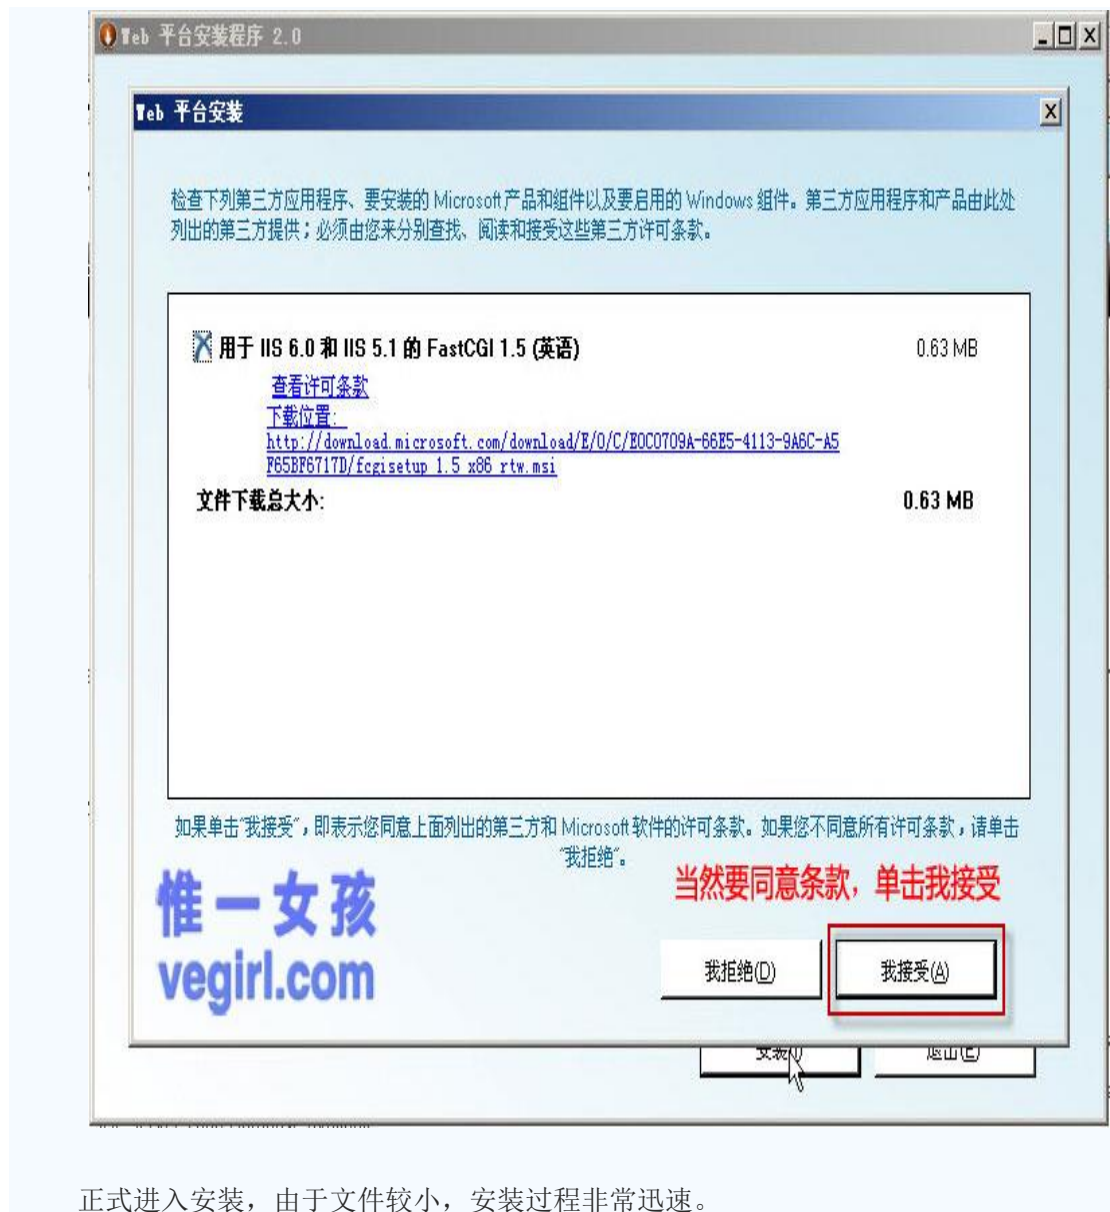 Web 平台安装程序 2.0
Web 平台安装
检查下列第三方应用程序、要安装的 Microsoft 产品和组件以及要启用的 Windows 组件。第三方应用程序和产品由此处
列出的第三方提供；必须由您来分别查找、阅读和接受这些第三方许可条款。
用于 IIS 6.0 和 IIS 5.1 的 FastCGI 1.5 (英语) 0.63 MB
查看许可条款
下载位置:
http://download.microsoft.com/download/E/0/C/E0C0709A-66E5-4113-9A6C-A5
F65BF6717D/fcgisetup_1.5_x86_rtw.msi
文件下载总大小: 0.63 MB
如果单击“我接受”，即表示您同意上面列出的第三方和 Microsoft 软件的许可条款。如果您不同意所有许可条款，请单击
“我拒绝”。
当然要同意条款，单击我接受
惟一女孩
vegirl.com
我拒绝(D) 我接受(A)
安装(I) 退出(E)
正式进入安装，由于文件较小，安装过程非常迅速。